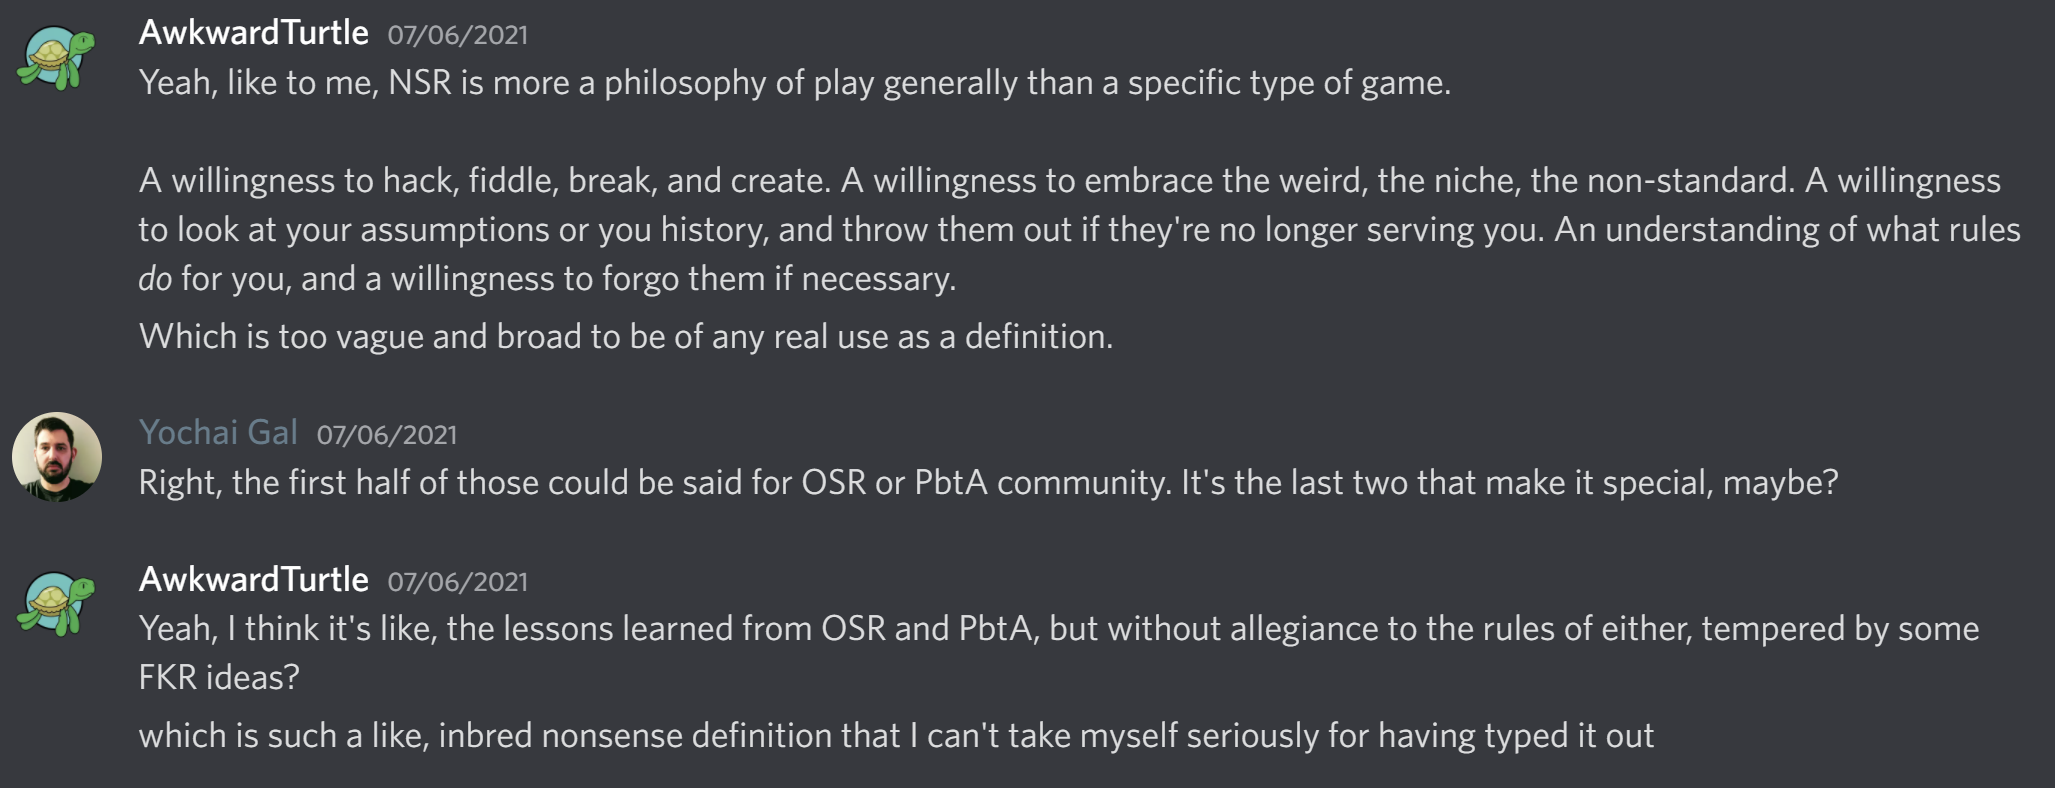 AwkwardTurtle 07/06/2021
Yeah, like to me, NSR is more a philosophy of play generally than a specific type of game.
A willingness to hack, fiddle, break, and create. A willingness to embrace the weird, the niche, the non-standard. A willingness
to look at your assumptions or you history, and throw them out if they're no longer serving you. An understanding of what rules
do for you, and a willingness to forgo them if necessary.
Which is too vague and broad to be of any real use as a definition.
Yochai Gal 07/06/2021
Right, the first half of those could be said for OSR or PbtA community. It's the last two that make it special, maybe?
AwkwardTurtle 07/06/2021
Yeah, I think it's like, the lessons learned from OSR and PbtA, but without allegiance to the rules of either, tempered by some
FKR ideas?
which is such a like, inbred nonsense definition that I can't take myself seriously for having typed it out